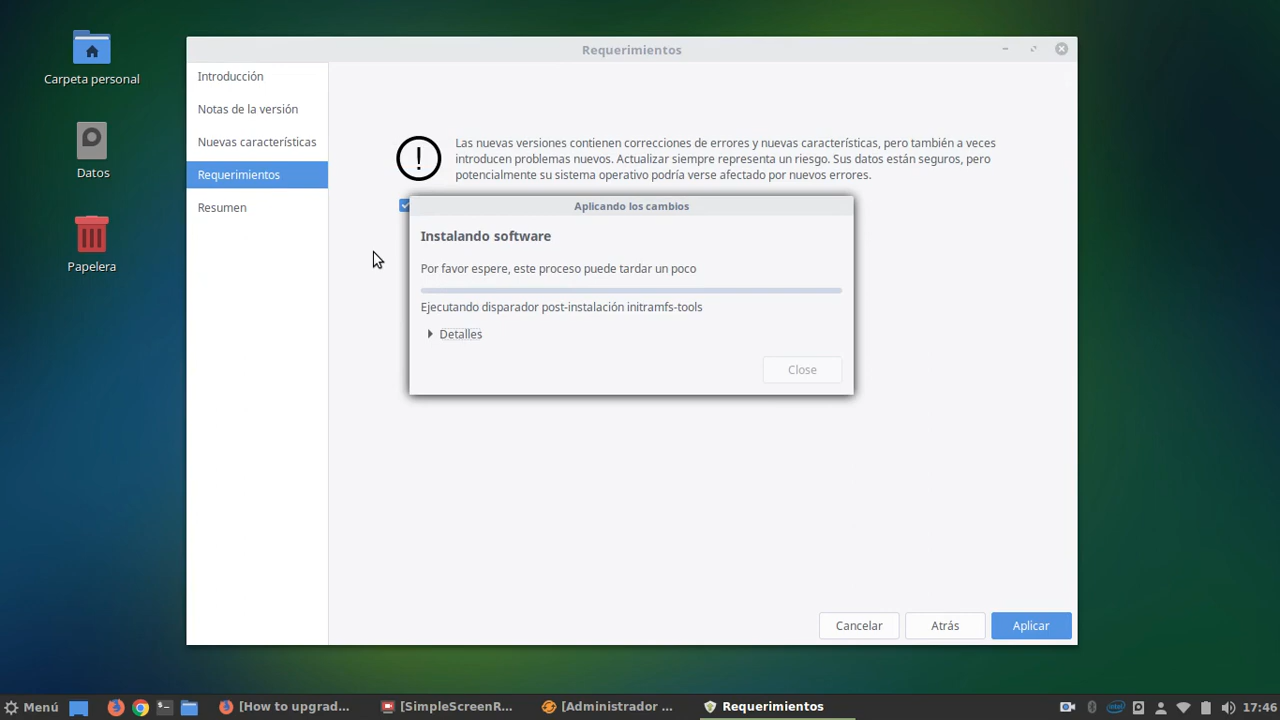 Carpeta personal
Datos
Papelera
Requerimientos
Introducción
Notas de la versión
Nuevas características
Requerimientos
Resumen
Las nuevas versiones contienen correcciones de errores y nuevas características, pero también a veces
introducen problemas nuevos. Actualizar siempre representa un riesgo. Sus datos están seguros, pero
potencialmente su sistema operativo podría verse afectado por nuevos errores.
Aplicando los cambios
Instalando software
Por favor espere, este proceso puede tardar un poco
Ejecutando disparador post-instalación initramfs-tools
Detalles
Close
Cancelar
Atrás
Aplicar
Menú
[How to upgrad...
[SimpleScreenR...
[Administrador ...
Requerimientos
intel
17:46